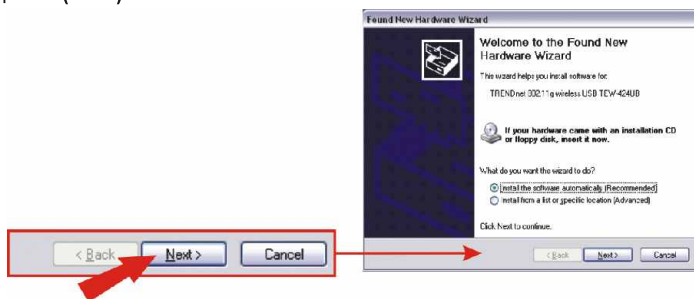 Found New Hardware Wizard
Welcome to the Found New
Hardware Wizard
This wizard helps you install software for:
TRENDnet 802.11g wireless USB TEW-424UB
If your hardware came with an installation CD
or floppy disk, insert it now.
What do you want the wizard to do?
Install the software automatically (Recommended)
Install from a list or specific location (Advanced)
Click Next to continue.
< Back Next > Cancel
< Back Next > Cancel